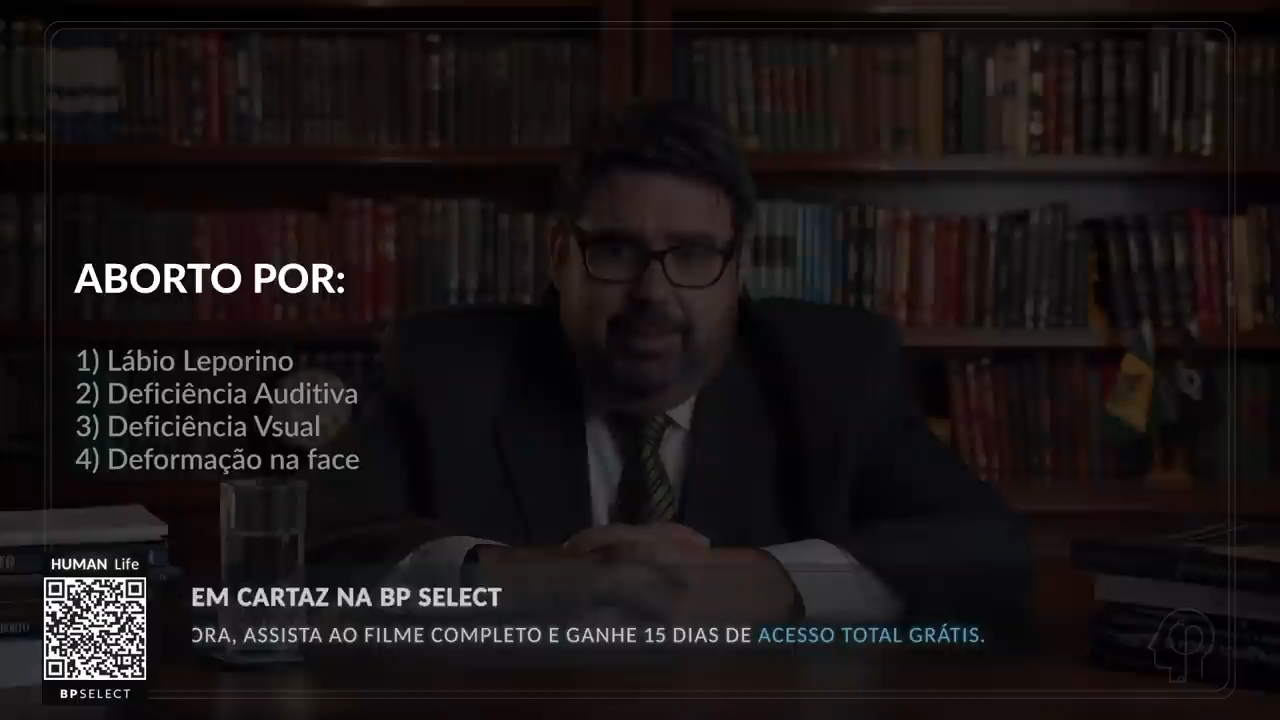 ABORTO POR:
1) Lábio Leporino
2) Deficiência Auditiva
3) Deficiência Vsual
4) Deformação na face
HUMAN Life
EM CARTAZ NA BP SELECT
ORA, ASSISTA AO FILME COMPLETO E GANHE 15 DIAS DE ACESSO TOTAL GRÁTIS.
BPSELECT